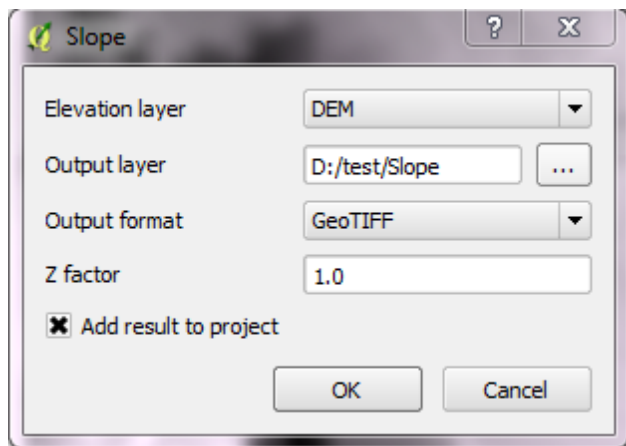 Slope
Elevation layer DEM
Output layer D:/test/Slope ...
Output format GeoTIFF
Z factor 1.0
Add result to project
OK Cancel